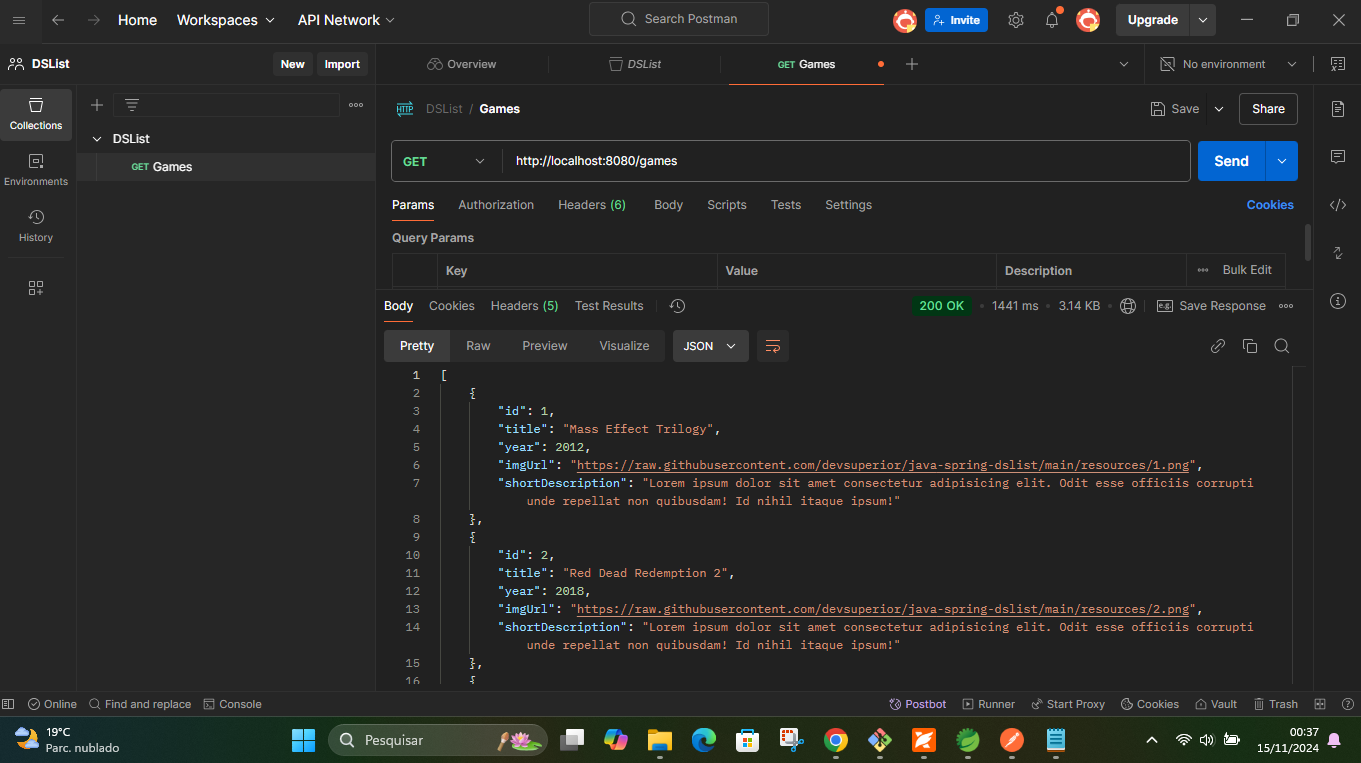 Home Workspaces API Network Search Postman Invite Upgrade
DSList New Import Overview DSList GET Games No environment
Collections
Environments
History
DSList
GET Games
HTTP DSList / Games Save Share
GET http://localhost:8080/games Send
Params Authorization Headers (6) Body Scripts Tests Settings Cookies
Query Params
Key Value Description Bulk Edit
Body Cookies Headers (5) Test Results 200 OK 1441 ms 3.14 KB e.g. Save Response
Pretty Raw Preview Visualize JSON
1 [
2 {
3 "id": 1,
4 "title": "Mass Effect Trilogy",
5 "year": 2012,
6 "imgUrl": "https://raw.githubusercontent.com/devsuperior/java-spring-dslist/main/resources/1.png",
7 "shortDescription": "Lorem ipsum dolor sit amet consectetur adipisicing elit. Odit esse officiis corrupti
unde repellat non quibusdam! Id nihil itaque ipsum!"
8 },
9 {
10 "id": 2,
11 "title": "Red Dead Redemption 2",
12 "year": 2018,
13 "imgUrl": "https://raw.githubusercontent.com/devsuperior/java-spring-dslist/main/resources/2.png",
14 "shortDescription": "Lorem ipsum dolor sit amet consectetur adipisicing elit. Odit esse officiis corrupti
unde repellat non quibusdam! Id nihil itaque ipsum!"
15 },
16 {
Online Find and replace Console Postbot Runner Start Proxy Cookies Vault Trash
19°C
Parc. nublado
Pesquisar
00:37
15/11/2024